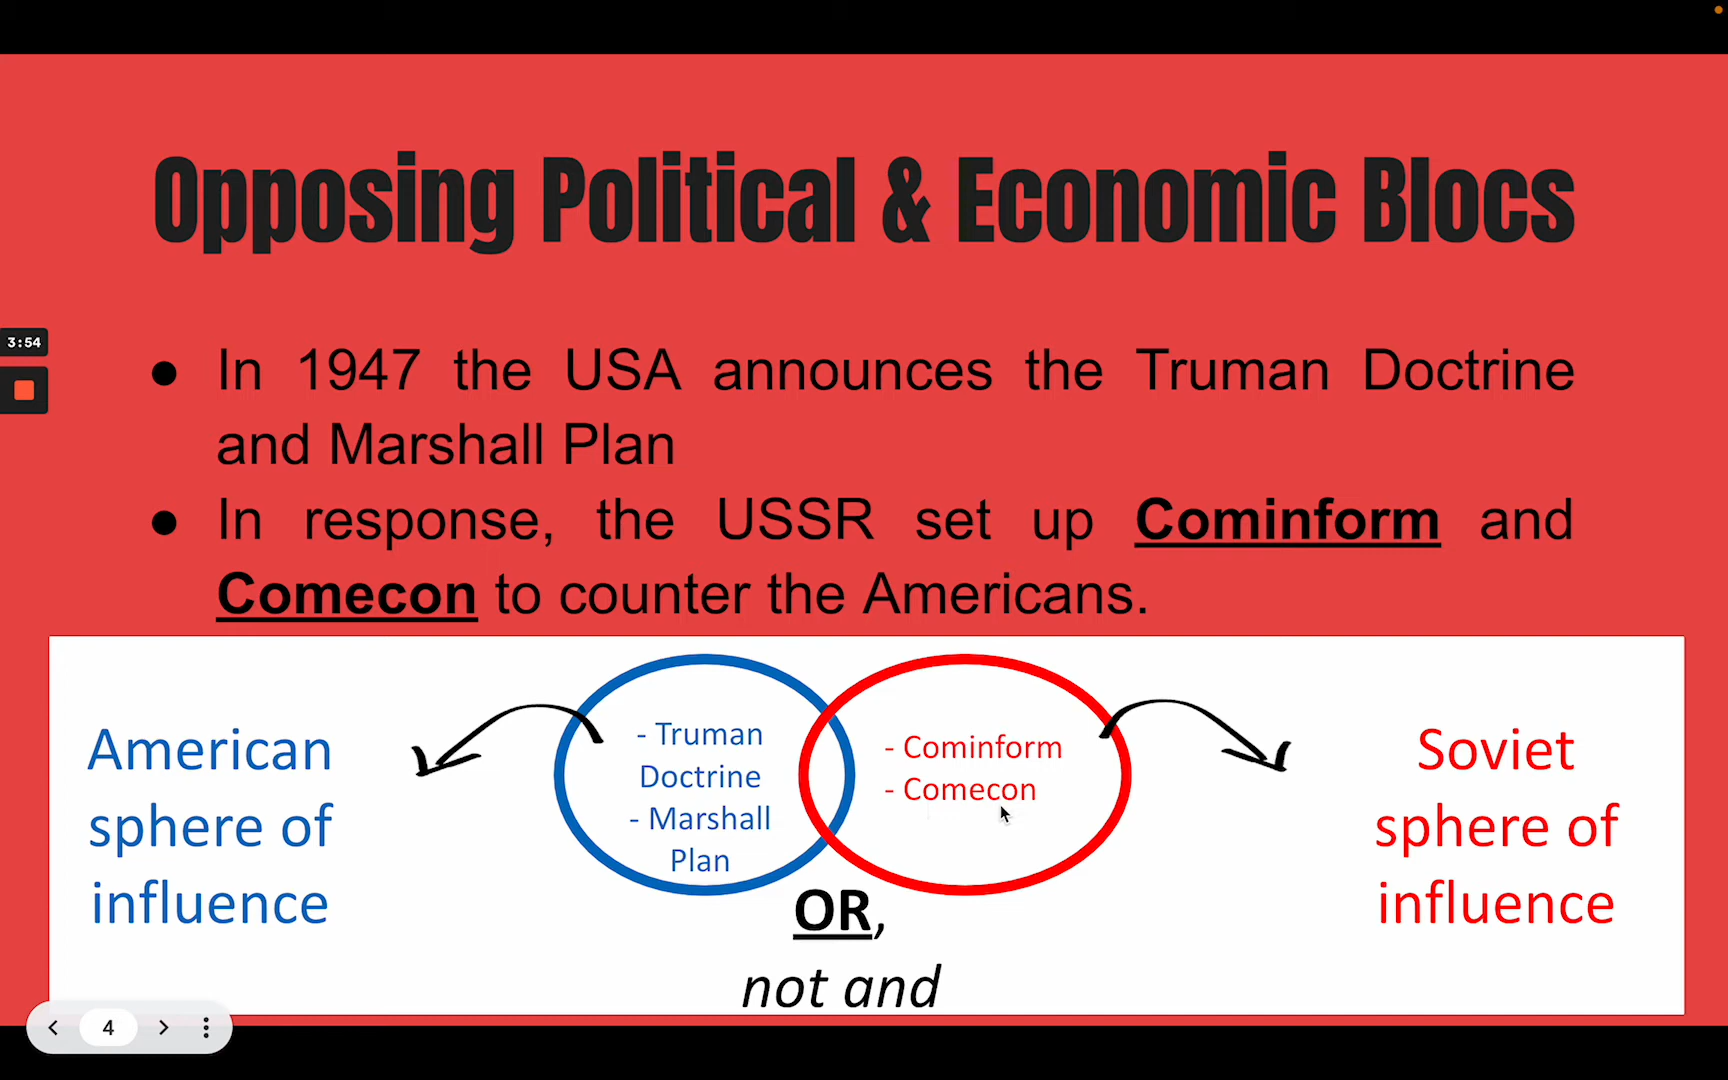 Opposing Political & Economic Blocs
3:54
● In 1947 the USA announces the Truman Doctrine
and Marshall Plan
● In response, the USSR set up Cominform and
Comecon to counter the Americans.
American
sphere of
influence
- Truman
Doctrine
- Marshall
Plan
- Cominform
- Comecon
Soviet
sphere of
influence
OR,
not and
4